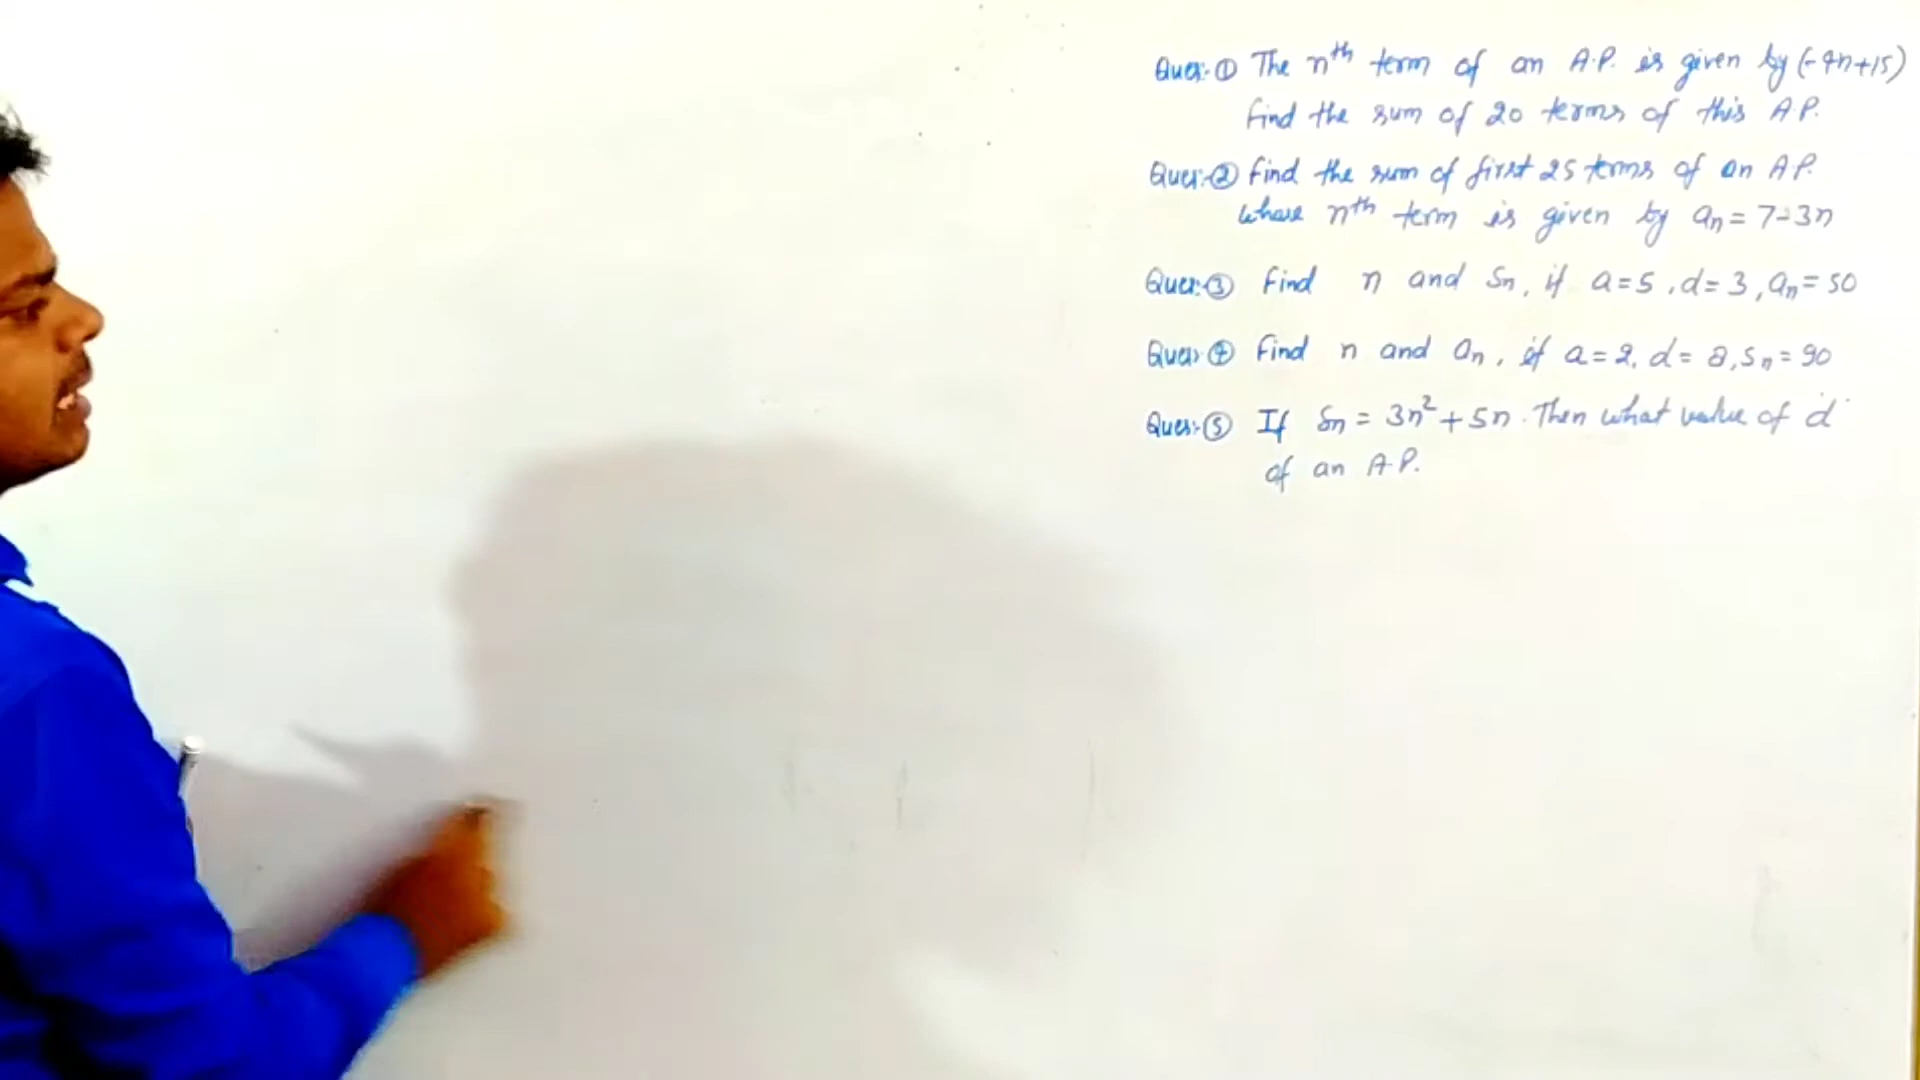 Ques:-① The nth term of an A.P. is given by (-4n+15)
find the sum of 20 terms of this A.P.
Ques:-② find the sum of first 25 terms of an A.P.
whose nth term is given by an = 7-3n
Ques:-③ Find n and Sn, if a=5, d=3, an=50
Ques:-④ Find n and an, if a=2, d=8, Sn=90
Ques:-⑤ If Sn = 3n²+5n. Then what value of 'd'
of an A.P.